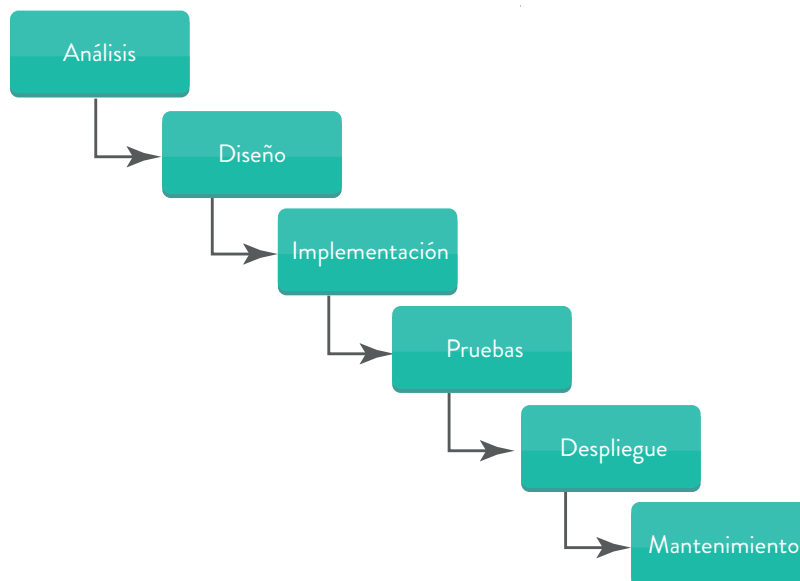 Análisis
Diseño
Implementación
Pruebas
Despliegue
Mantenimiento